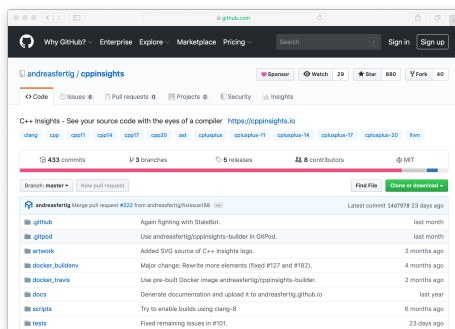 github.com
Why GitHub? Enterprise Explore Marketplace Pricing Search / Sign in Sign up
andreasfertig / cppinsights Sponsor Watch 29 Star 880 Fork 40
Code Issues 6 Pull requests 0 Projects 0 Security Insights
C++ Insights - See your source code with the eyes of a compiler https://cppinsights.io
clang cpp cpp11 cpp14 cpp17 cpp20 ast cplusplus cplusplus-11 cplusplus-14 cplusplus-17 cplusplus-20 llvm
433 commits 3 branches 5 releases 8 contributors MIT
Branch: master New pull request Find File Clone or download
andreasfertig Merge pull request #222 from andreasfertig/fixIssue188 ... Latest commit 14d7978 23 days ago
.github Again fighting with StaleBot. last month
.gitpod Use andreasfertig/cppinsights-builder in GitPod. last month
artwork Added SVG source of C++ Insights logo. 2 months ago
docker_buildenv Major change: Rewrite more elements (fixed #127 and #182). 4 months ago
docker_travis Use pre-built Docker image andreasfertig/cppinsights-builder. 2 months ago
docs Generate documentation and upload it to andreasfertig.github.io last year
scripts Try to enable builds using clang-8 6 months ago
tests Fixed remaining issues in #101. 23 days ago